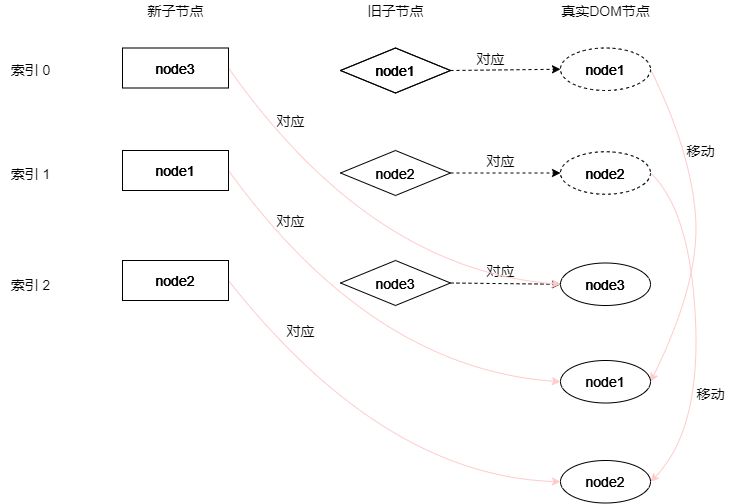 新子节点 旧子节点 真实DOM节点
索引 0 node3 node1 对应 node1
对应
移动
索引 1 node1 node2 对应 node2
对应
索引 2 node2 node3 对应 node3
对应
node1
移动
node2